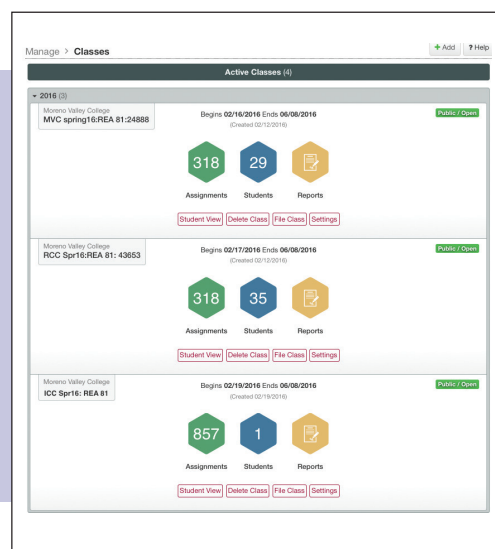 Manage > Classes
+ Add ? Help
Active Classes (4)
2016 (3)
Moreno Valley College
MVC spring16:REA 81:24888
Begins 02/16/2016 Ends 06/08/2016
(Created 02/12/2016)
Public / Open
318 29
Assignments Students Reports
Student View Delete Class File Class Settings
Moreno Valley College
RCC Spr16:REA 81: 43653
Begins 02/17/2016 Ends 06/08/2016
(Created 02/12/2016)
Public / Open
318 35
Assignments Students Reports
Student View Delete Class File Class Settings
Moreno Valley College
ICC Spr16: REA 81
Begins 02/19/2016 Ends 06/08/2016
(Created 02/19/2016)
Public / Open
857 1
Assignments Students Reports
Student View Delete Class File Class Settings